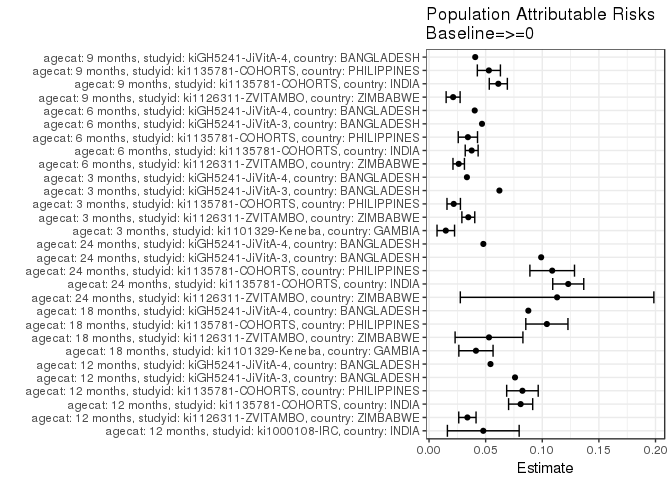 Population Attributable Risks
Baseline=>=0
agecat: 9 months, studyid: kiGH5241-JiVitA-4, country: BANGLADESH
agecat: 9 months, studyid: ki1135781-COHORTS, country: PHILIPPINES
agecat: 9 months, studyid: ki1135781-COHORTS, country: INDIA
agecat: 9 months, studyid: ki1126311-ZVITAMBO, country: ZIMBABWE
agecat: 6 months, studyid: kiGH5241-JiVitA-4, country: BANGLADESH
agecat: 6 months, studyid: kiGH5241-JiVitA-3, country: BANGLADESH
agecat: 6 months, studyid: ki1135781-COHORTS, country: PHILIPPINES
agecat: 6 months, studyid: ki1135781-COHORTS, country: INDIA
agecat: 6 months, studyid: ki1126311-ZVITAMBO, country: ZIMBABWE
agecat: 3 months, studyid: kiGH5241-JiVitA-4, country: BANGLADESH
agecat: 3 months, studyid: kiGH5241-JiVitA-3, country: BANGLADESH
agecat: 3 months, studyid: ki1135781-COHORTS, country: PHILIPPINES
agecat: 3 months, studyid: ki1126311-ZVITAMBO, country: ZIMBABWE
agecat: 3 months, studyid: ki1101329-Keneba, country: GAMBIA
agecat: 24 months, studyid: kiGH5241-JiVitA-4, country: BANGLADESH
agecat: 24 months, studyid: kiGH5241-JiVitA-3, country: BANGLADESH
agecat: 24 months, studyid: ki1135781-COHORTS, country: PHILIPPINES
agecat: 24 months, studyid: ki1135781-COHORTS, country: INDIA
agecat: 24 months, studyid: ki1126311-ZVITAMBO, country: ZIMBABWE
agecat: 18 months, studyid: kiGH5241-JiVitA-4, country: BANGLADESH
agecat: 18 months, studyid: ki1135781-COHORTS, country: PHILIPPINES
agecat: 18 months, studyid: ki1126311-ZVITAMBO, country: ZIMBABWE
agecat: 18 months, studyid: ki1101329-Keneba, country: GAMBIA
agecat: 12 months, studyid: kiGH5241-JiVitA-4, country: BANGLADESH
agecat: 12 months, studyid: kiGH5241-JiVitA-3, country: BANGLADESH
agecat: 12 months, studyid: ki1135781-COHORTS, country: PHILIPPINES
agecat: 12 months, studyid: ki1135781-COHORTS, country: INDIA
agecat: 12 months, studyid: ki1126311-ZVITAMBO, country: ZIMBABWE
agecat: 12 months, studyid: ki1000108-IRC, country: INDIA
0.00 0.05 0.10 0.15 0.20
Estimate